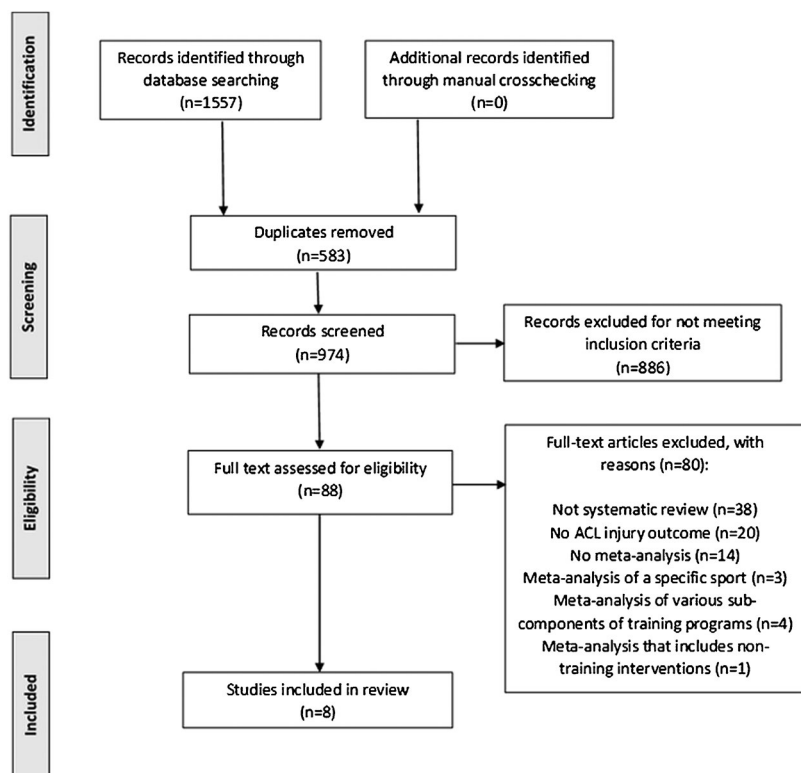 Identification
Records identified through
database searching
(n=1557)
Additional records identified
through manual crosschecking
(n=0)
Screening
Duplicates removed
(n=583)
Records screened
(n=974)
Records excluded for not meeting
inclusion criteria
(n=886)
Eligibility
Full text assessed for eligibility
(n=88)
Full-text articles excluded, with
reasons (n=80):
Not systematic review (n=38)
No ACL injury outcome (n=20)
No meta-analysis (n=14)
Meta-analysis of a specific sport (n=3)
Meta-analysis of various sub-
components of training programs (n=4)
Meta-analysis that includes non-
training interventions (n=1)
Included
Studies included in review
(n=8)